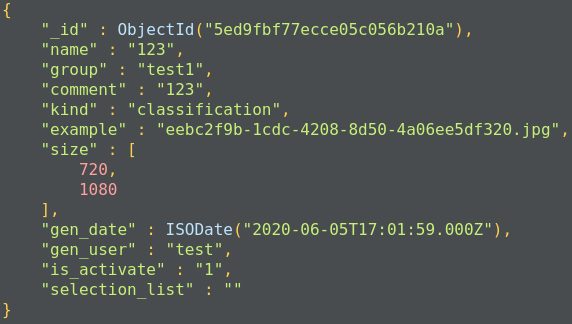 {
    "_id" : ObjectId("5ed9fbf77ecce05c056b210a"),
    "name" : "123",
    "group" : "test1",
    "comment" : "123",
    "kind" : "classification",
    "example" : "eebc2f9b-1cdc-4208-8d50-4a06ee5df320.jpg",
    "size" : [
        720,
        1080
    ],
    "gen_date" : ISODate("2020-06-05T17:01:59.000Z"),
    "gen_user" : "test",
    "is_activate" : "1",
    "selection_list" : ""
}